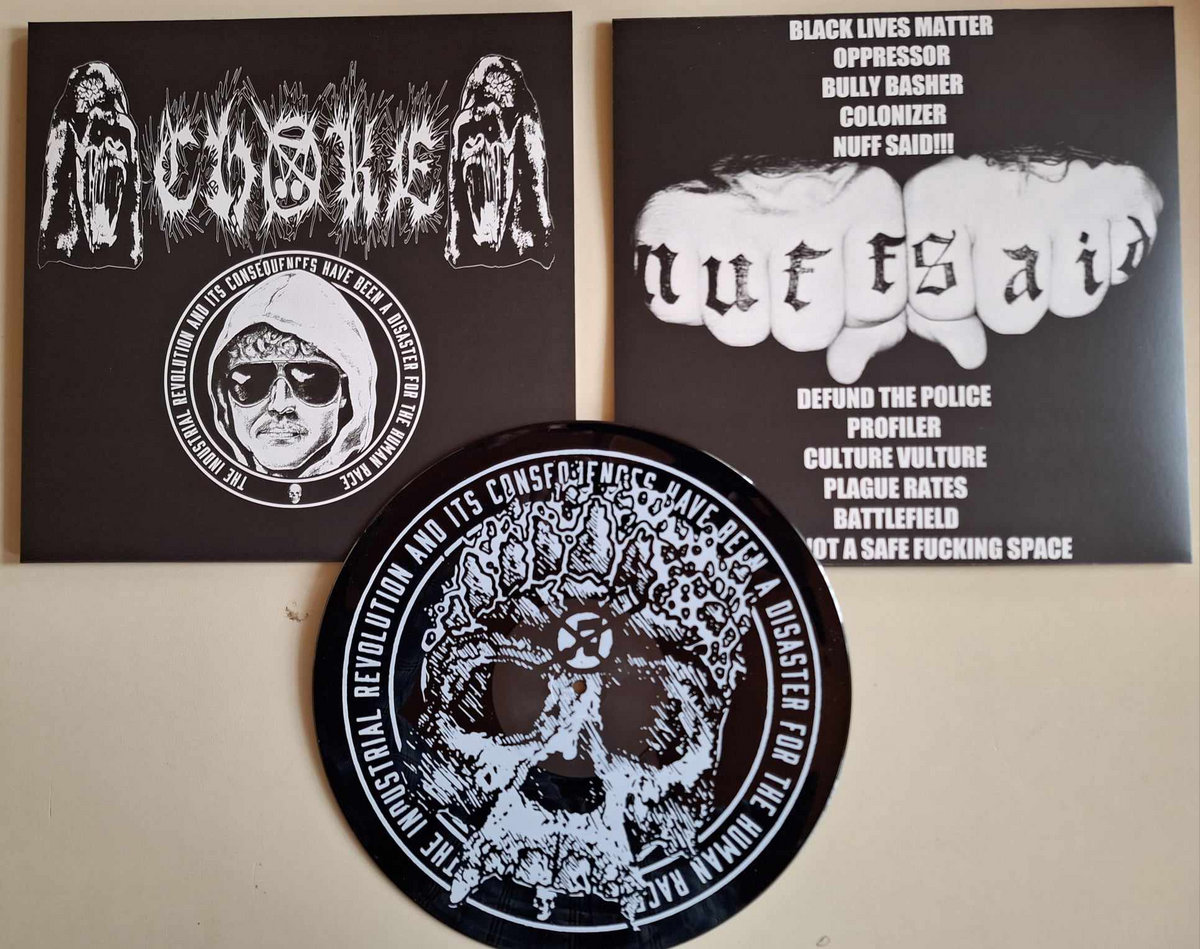 CHOKE
THE INDUSTRIAL REVOLUTION AND ITS CONSEQUENCES HAVE BEEN A DISASTER FOR THE HUMAN RACE
BLACK LIVES MATTER
OPPRESSOR
BULLY BASHER
COLONIZER
NUFF SAID!!!
nuff said
DEFUND THE POLICE
PROFILER
CULTURE VULTURE
PLAGUE RATES
BATTLEFIELD
NOT A SAFE FUCKING SPACE
THE INDUSTRIAL REVOLUTION AND ITS CONSEQUENCES HAVE BEEN A DISASTER FOR THE HUMAN RACE